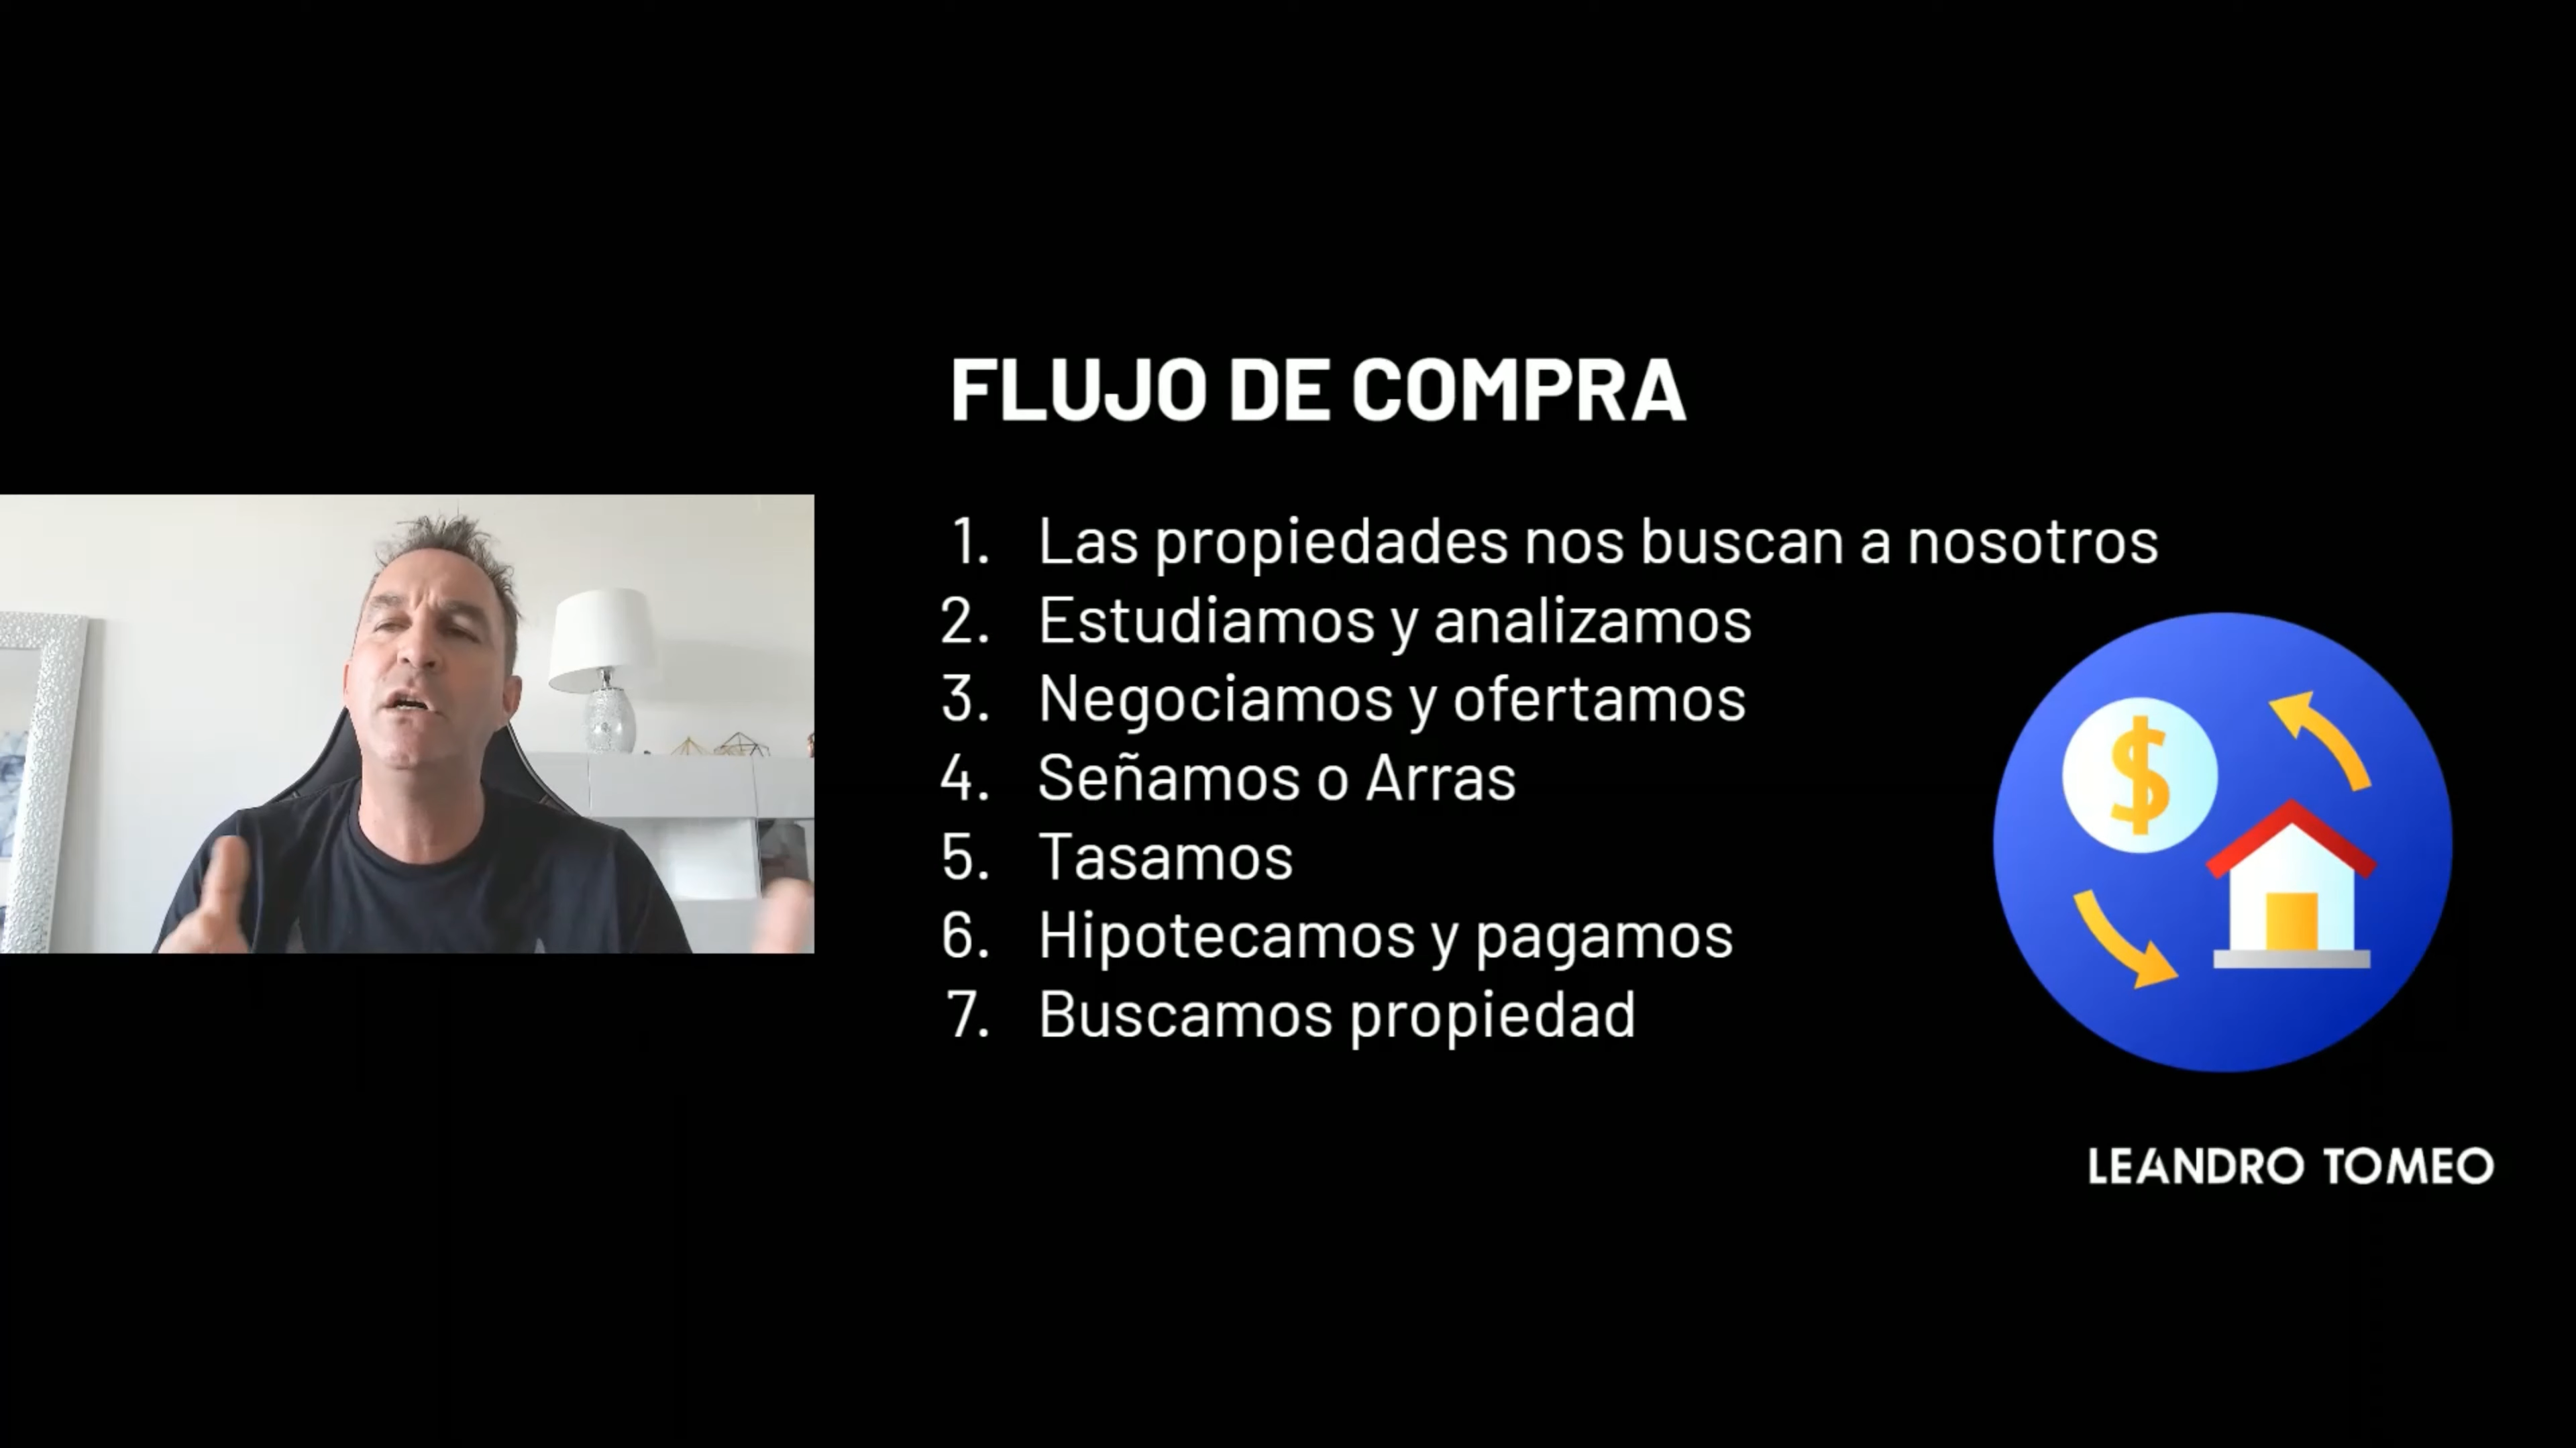 FLUJO DE COMPRA
1. Las propiedades nos buscan a nosotros
2. Estudiamos y analizamos
3. Negociamos y ofertamos
4. Señamos o Arras
5. Tasamos
6. Hipotecamos y pagamos
7. Buscamos propiedad
$
LEANDRO TOMEO